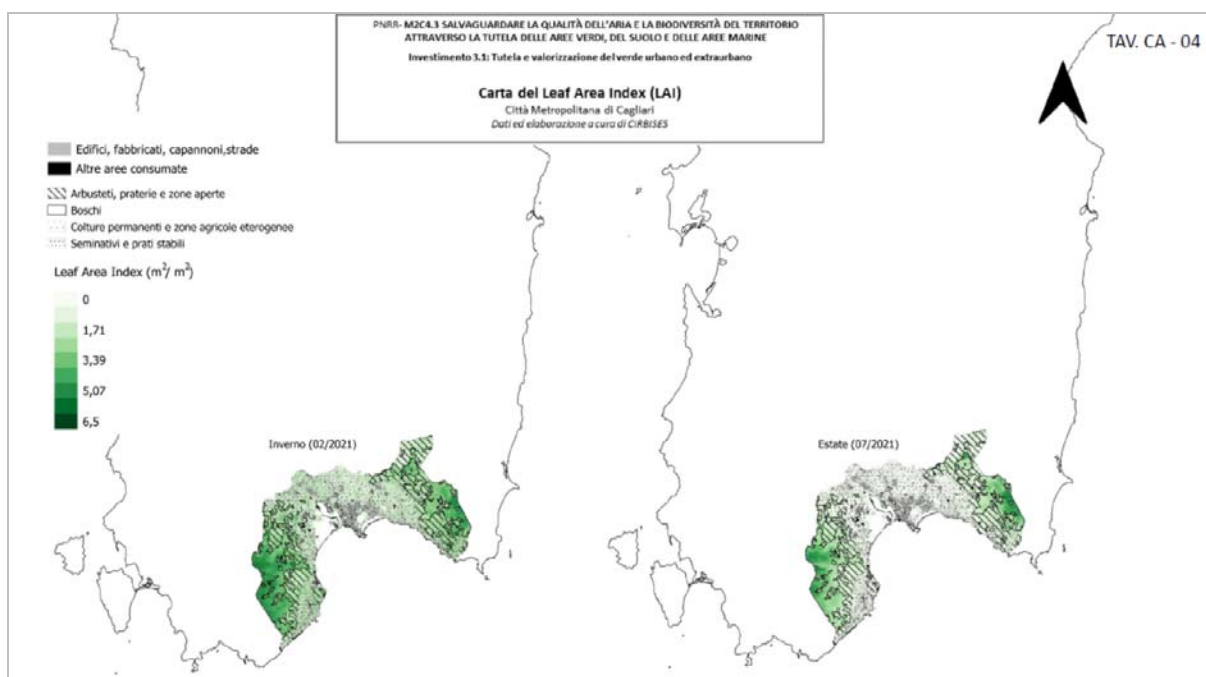 PNRR- M2C4.3 SALVAGUARDARE LA QUALITÀ DELL'ARIA E LA BIODIVERSITÀ DEL TERRITORIO
ATTRAVERSO LA TUTELA DELLE AREE VERDI, DEL SUOLO E DELLE AREE MARINE
Investimento 3.1: Tutela e valorizzazione del verde urbano ed extraurbano
Carta del Leaf Area Index (LAI)
Città Metropolitana di Cagliari
Dati ed elaborazione a cura di CIRBISES
TAV. CA - 04
Edifici, fabbricati, capannoni,strade
Altre aree consumate
Arbusteti, praterie e zone aperte
Boschi
Colture permanenti e zone agricole eterogenee
Seminativi e prati stabili
Leaf Area Index (m²/ m²)
0
1,71
3,39
5,07
6,5
Inverno (02/2021)
Estate (07/2021)